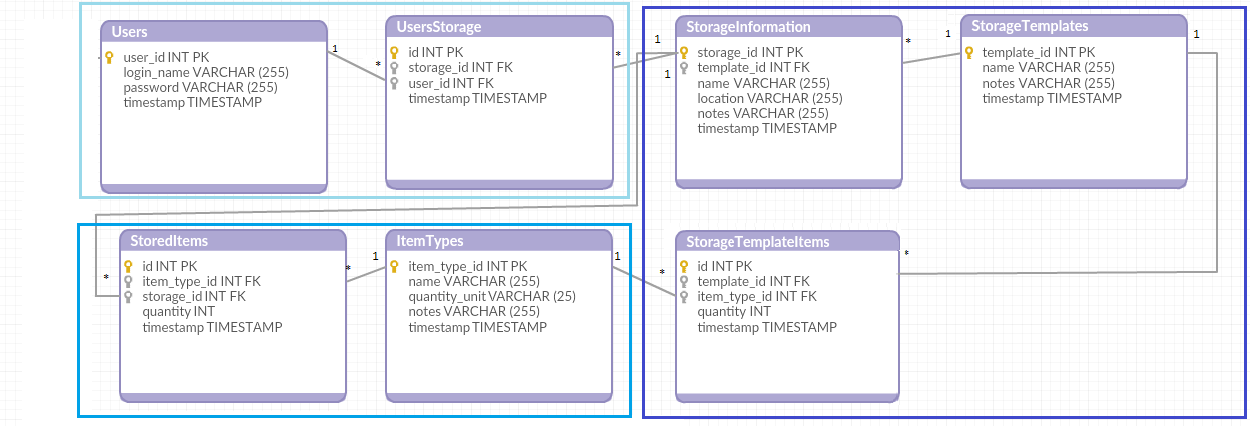 Users
user_id INT PK
login_name VARCHAR (255)
password VARCHAR (255)
timestamp TIMESTAMP
1
*
UsersStorage
id INT PK
storage_id INT FK
user_id INT FK
timestamp TIMESTAMP
*
1
1
StorageInformation
storage_id INT PK
template_id INT FK
name VARCHAR (255)
location VARCHAR (255)
notes VARCHAR (255)
timestamp TIMESTAMP
*
1
StorageTemplates
template_id INT PK
name VARCHAR (255)
notes VARCHAR (255)
timestamp TIMESTAMP
1
*
StoredItems
id INT PK
item_type_id INT FK
storage_id INT FK
quantity INT
timestamp TIMESTAMP
*
1
ItemTypes
item_type_id INT PK
name VARCHAR (255)
quantity_unit VARCHAR (25)
notes VARCHAR (255)
timestamp TIMESTAMP
1
*
StorageTemplateItems
id INT PK
template_id INT FK
item_type_id INT FK
quantity INT
timestamp TIMESTAMP
*